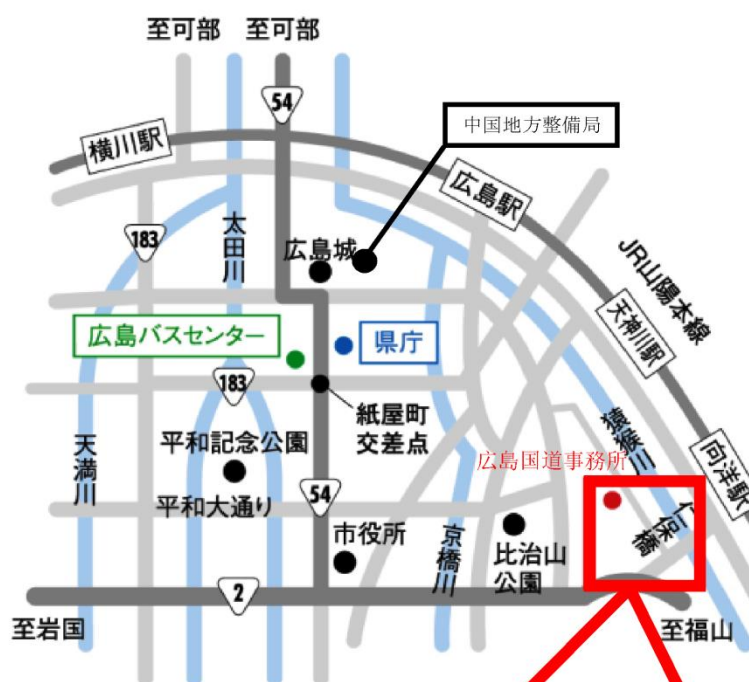 至可部
至可部
54
中国地方整備局
横川駅
広島駅
183
太田川
広島城
JR山陽本線
天神川駅
広島バスセンター
県庁
183
紙屋町
交差点
猿猴川
向洋駅
天満川
平和記念公園
広島国道事務所
平和大通り
54
仁保橋
市役所
京橋川
比治山
公園
2
至岩国
至福山